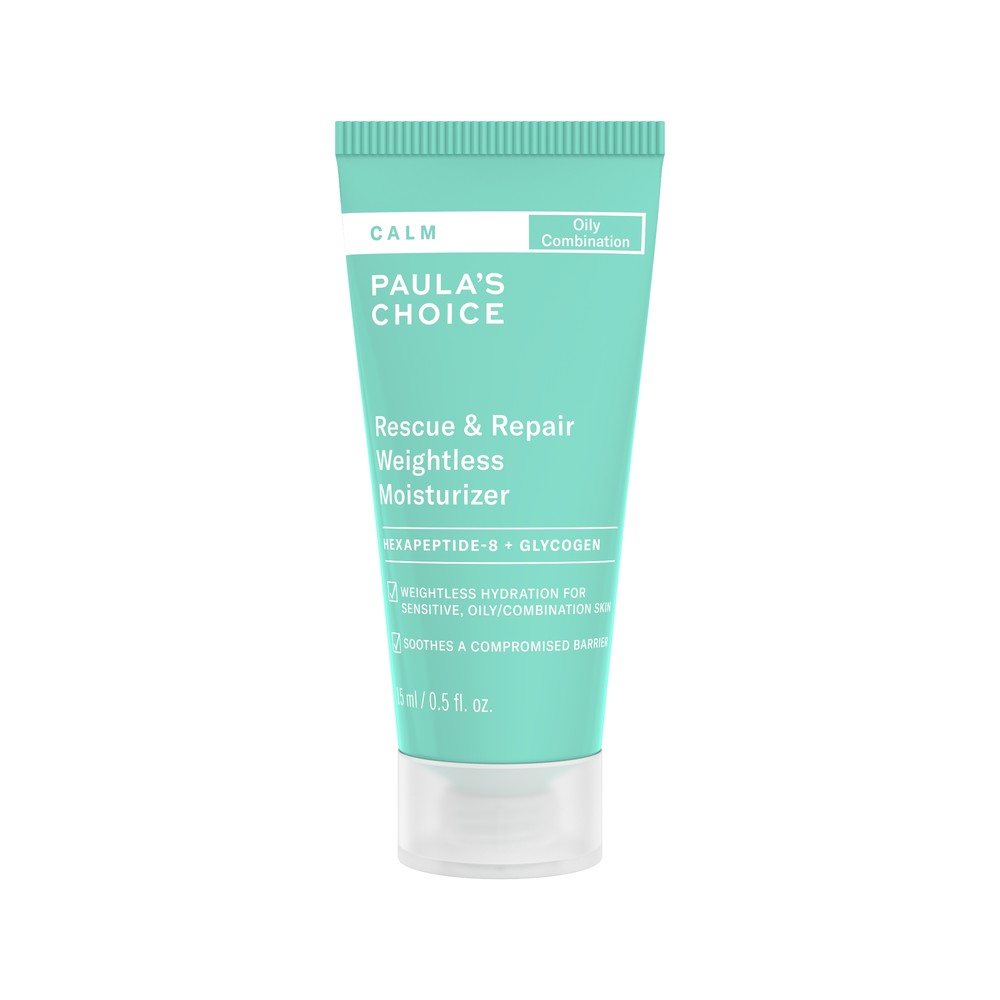 CALM
Oily
Combination
PAULA'S
CHOICE
Rescue & Repair
Weightless
Moisturizer
HEXAPEPTIDE-8 + GLYCOGEN
WEIGHTLESS HYDRATION FOR
SENSITIVE, OILY/COMBINATION SKIN
SOOTHES A COMPROMISED BARRIER
15 ml / 0.5 fl. oz.